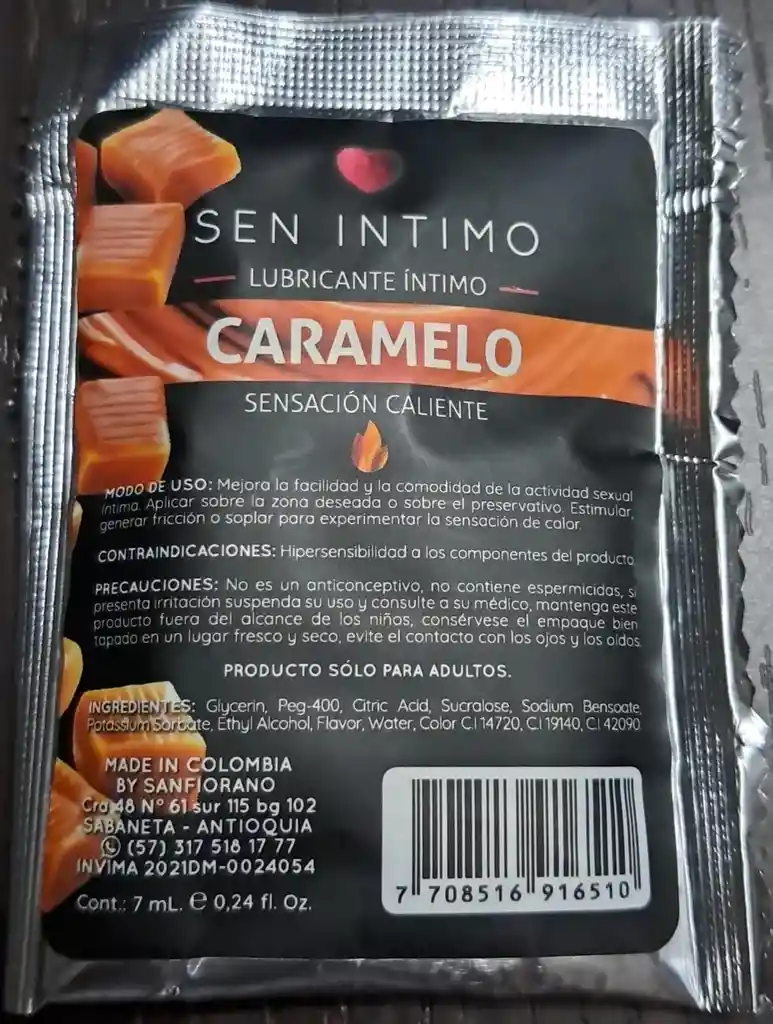 SEN INTIMO
LUBRICANTE ÍNTIMO
CARAMELO
SENSACIÓN CALIENTE
MODO DE USO: Mejora la facilidad y la comodidad de la actividad sexual
íntima. Aplicar sobre la zona deseada o sobre el preservativo. Estimular,
generar fricción o soplar para experimentar la sensación de calor.
CONTRAINDICACIONES: Hipersensibilidad a los componentes del producto.
PRECAUCIONES: No es un anticonceptivo, no contiene espermicidas, si
presenta irritación suspenda su uso y consulte a su médico, mantenga este
producto fuera del alcance de los niños, consérvese el empaque bien
tapado en un lugar fresco y seco, evite el contacto con los ojos y los oídos.
PRODUCTO SÓLO PARA ADULTOS.
INGREDIENTES: Glycerin, Peg-400, Citric Acid, Sucralose, Sodium Bensoate,
Potassium Sorbate, Ethyl Alcohol, Flavor, Water, Color C.I 14720, C.I 19140, C.I 42090
MADE IN COLOMBIA
BY SANFIORANO
Cra 48 N° 61 sur 115 bg 102
SABANETA - ANTIOQUIA
(57) 317 518 17 77
INVIMA 2021DM-0024054
Cont.: 7 mL. ℮ 0,24 fl. Oz.
7 708516 916510